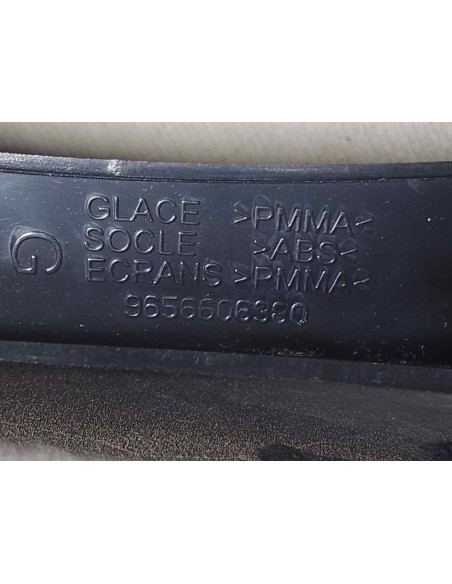 GLACE >PMMA<
SOCLE >ABS<
ECRANS >PMMA<
G
9656606380